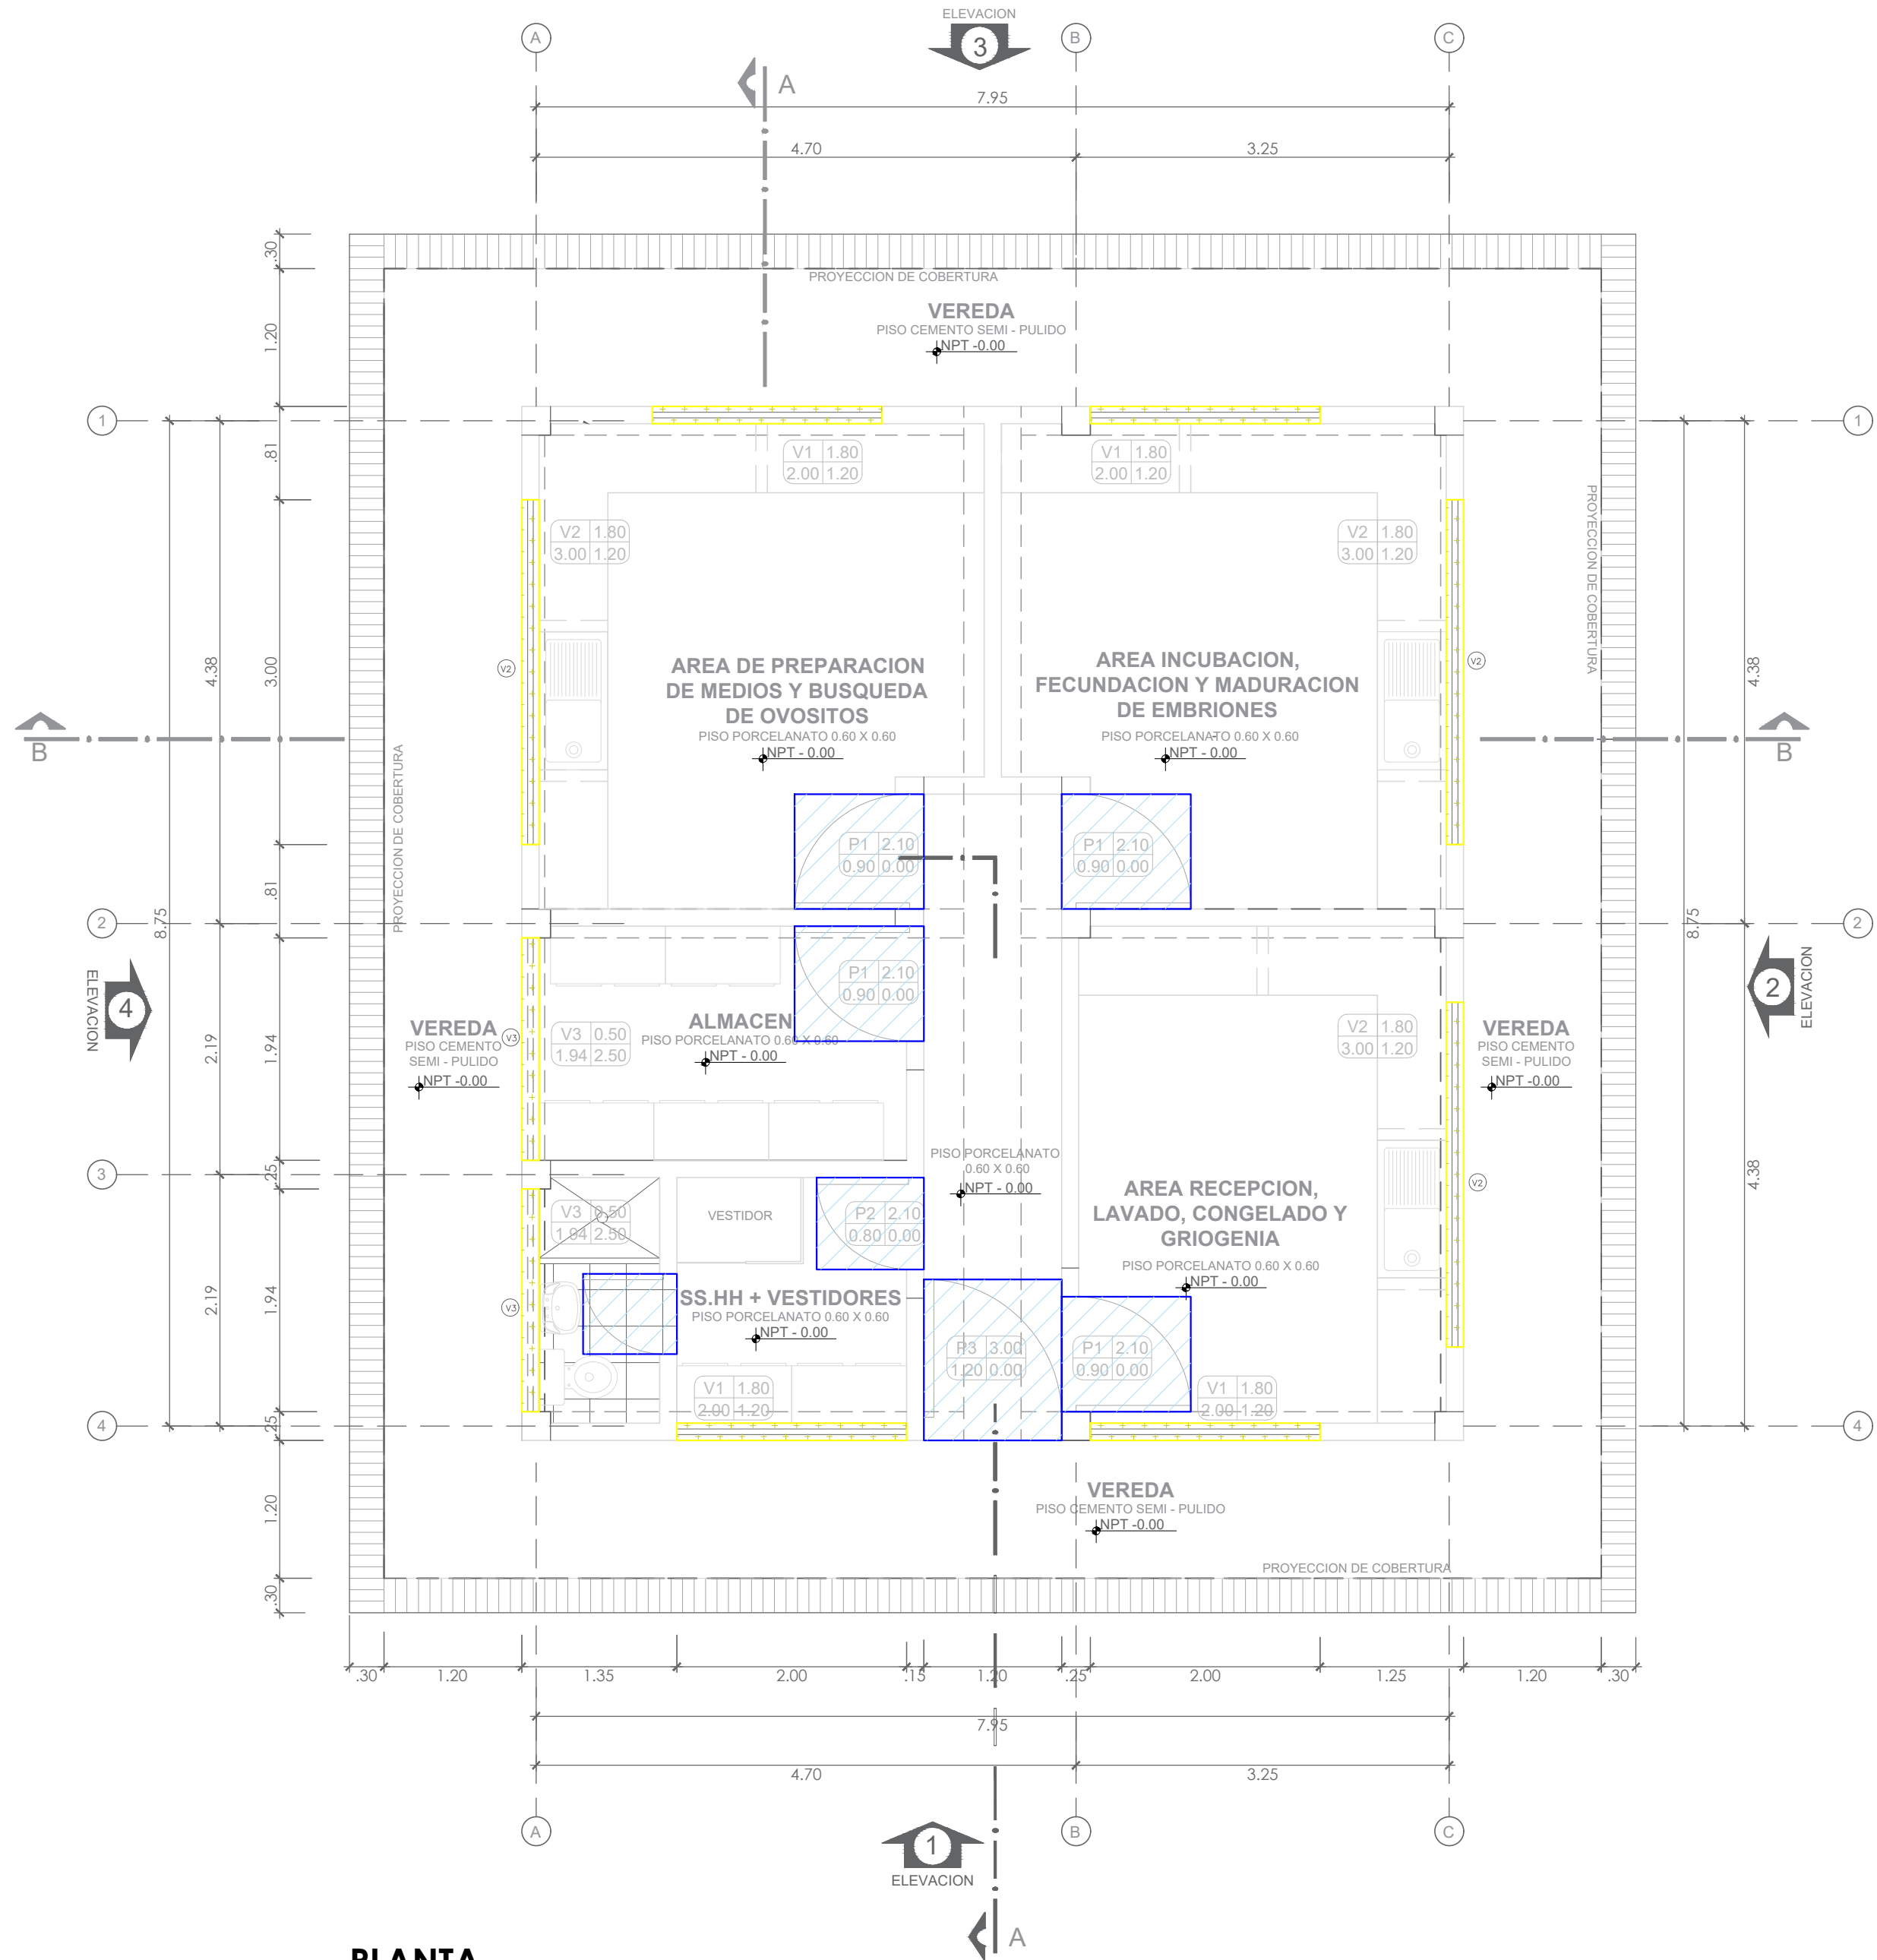 ELEVACION
3
A
B
C
A
7.95
4.70
3.25
.30
PROYECCION DE COBERTURA
1.20
VEREDA
PISO CEMENTO SEMI - PULIDO
NPT -0.00
1
1
.81
V1 1.80
2.00 1.20
V1 1.80
2.00 1.20
V2 1.80
3.00 1.20
V2 1.80
3.00 1.20
PROYECCION DE COBERTURA
4.38
3.00
V2
AREA DE PREPARACION
DE MEDIOS Y BUSQUEDA
DE OVOSITOS
PISO PORCELANATO 0.60 X 0.60
NPT - 0.00
AREA INCUBACION,
FECUNDACION Y MADURACION
DE EMBRIONES
PISO PORCELANATO 0.60 X 0.60
NPT - 0.00
V2
4.38
B
B
PROYECCION DE COBERTURA
P1 2.10
0.90 0.00
P1 2.10
0.90 0.00
.81
8.75
2
2
8.75
P1 2.10
0.90 0.00
ELEVACION
4
2
ELEVACION
2.19
1.94
VEREDA
PISO CEMENTO
SEMI - PULIDO
NPT -0.00
V3
V3 0.50
1.94 2.50
ALMACEN
PISO PORCELANATO 0.60 X 0.60
NPT - 0.00
V2 1.80
3.00 1.20
VEREDA
PISO CEMENTO
SEMI - PULIDO
NPT -0.00
3
.25
PISO PORCELANATO
0.60 X 0.60
NPT - 0.00
V3 0.50
1.94 2.50
VESTIDOR
P2 2.10
0.80 0.00
AREA RECEPCION,
LAVADO, CONGELADO Y
GRIOGENIA
PISO PORCELANATO 0.60 X 0.60
NPT - 0.00
V2
4.38
2.19
1.94
V3
SS.HH + VESTIDORES
PISO PORCELANATO 0.60 X 0.60
NPT - 0.00
P3 3.00
1.20 0.00
P1 2.10
0.90 0.00
V1 1.80
2.00 1.20
V1 1.80
2.00 1.20
4
.25
4
1.20
VEREDA
PISO CEMENTO SEMI - PULIDO
NPT -0.00
PROYECCION DE COBERTURA
.30
.30
1.20
1.35
2.00
.15
1.20
.25
2.00
1.25
1.20
.30
7.95
4.70
3.25
A
B
C
1
ELEVACION
A
PLANTA